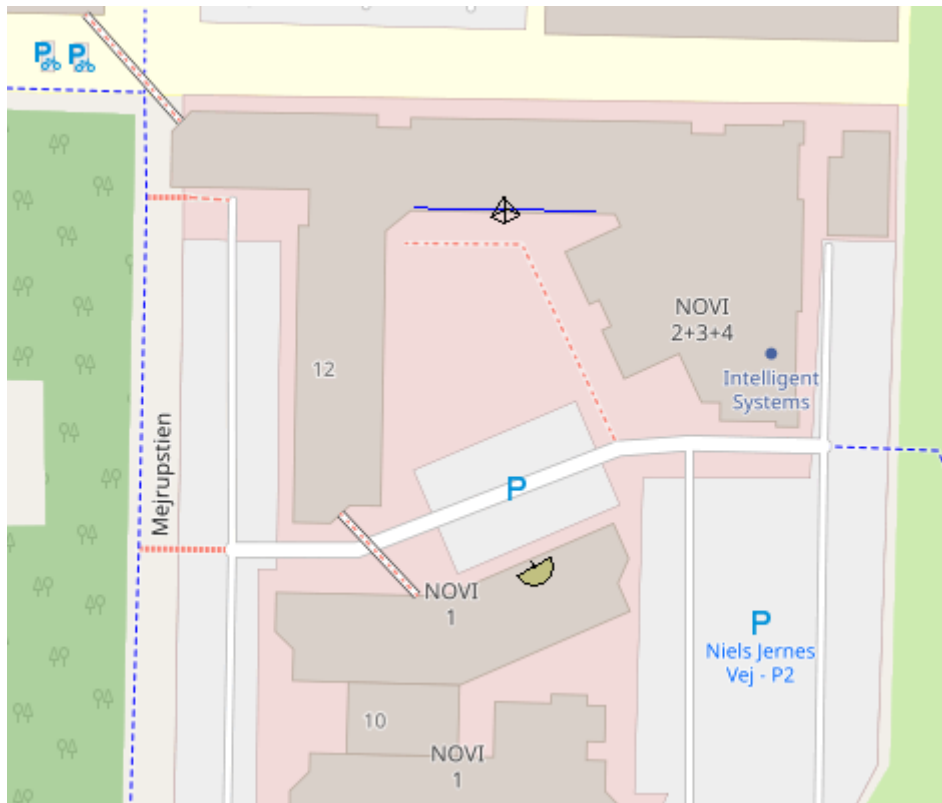 P P
NOVI
2+3+4
12
Intelligent
Systems
Mejrupstien
P
NOVI
1
P
Niels Jernes
Vej - P2
10
NOVI
1